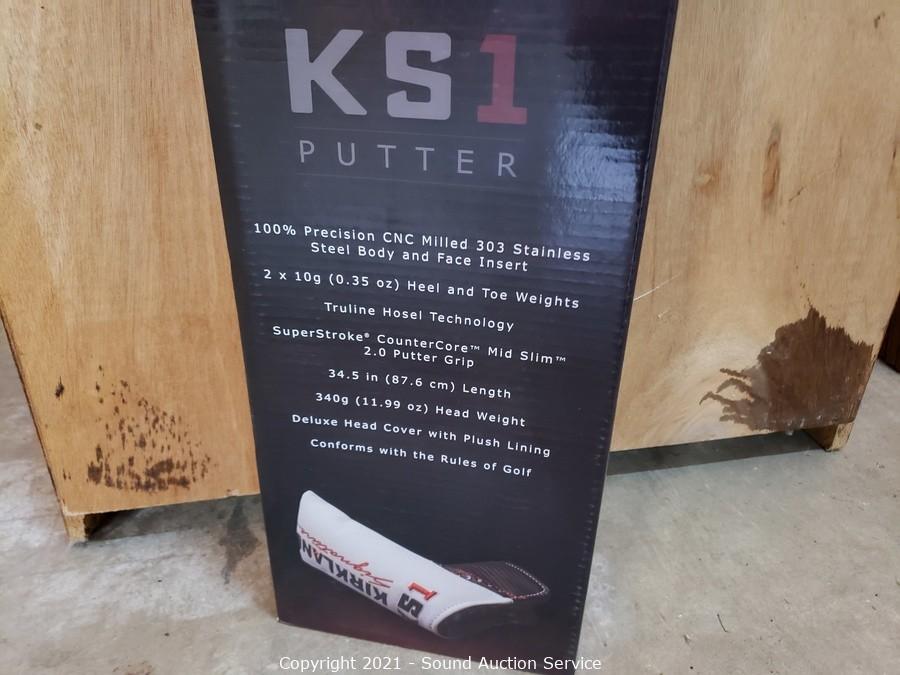 KS1
PUTTER
100% Precision CNC Milled 303 Stainless
Steel Body and Face Insert
2 x 10g (0.35 oz) Heel and Toe Weights
Truline Hosel Technology
SuperStroke® CounterCore™ Mid Slim™
2.0 Putter Grip
34.5 in (87.6 cm) Length
340g (11.99 oz) Head Weight
Deluxe Head Cover with Plush Lining
Conforms with the Rules of Golf
KIRKLAN
Signature
KS1
Copyright 2021 - Sound Auction Service